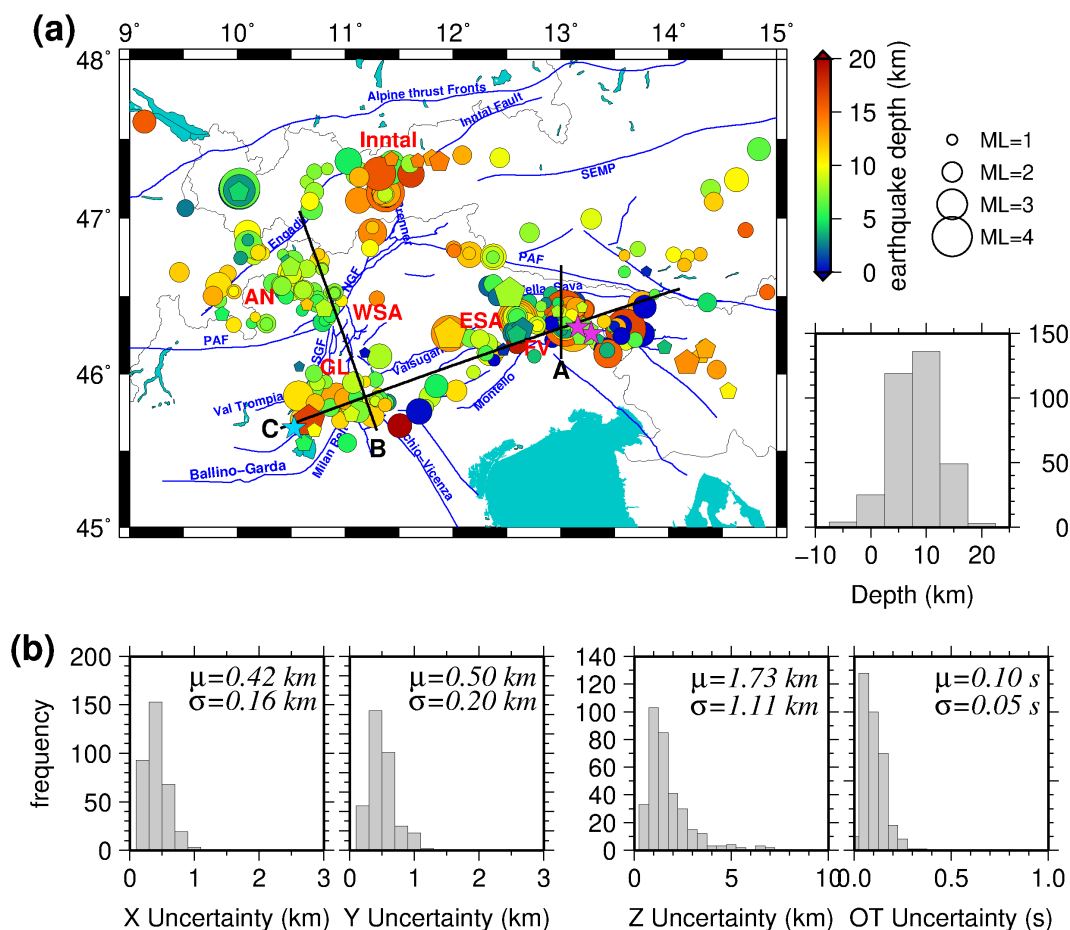 (a)
9° 10° 11° 12° 13° 14° 15°
48°
47°
46°
45°
Alpine thrust Fronts
Inntal Fault
Inntal
SEMP
Engadin
NGF
PAF
AN
WSA
ESA
PAF
SGF
GL
FV
Val Trompia
Montello
A
B
C
Ballino-Garda
Milan Belt
20
15
10
5
0
earthquake depth (km)
ML=1
ML=2
ML=3
ML=4
150
100
50
0
−10 0 10 20
Depth (km)
(b)
frequency
200
150
100
50
0
μ=0.42 km
σ=0.16 km
0 1 2 3
X Uncertainty (km)
μ=0.50 km
σ=0.20 km
0 1 2 3
Y Uncertainty (km)
140
120
100
80
60
40
20
0
μ=1.73 km
σ=1.11 km
0 5 10
Z Uncertainty (km)
μ=0.10 s
σ=0.05 s
0.0 0.5 1.0
OT Uncertainty (s)